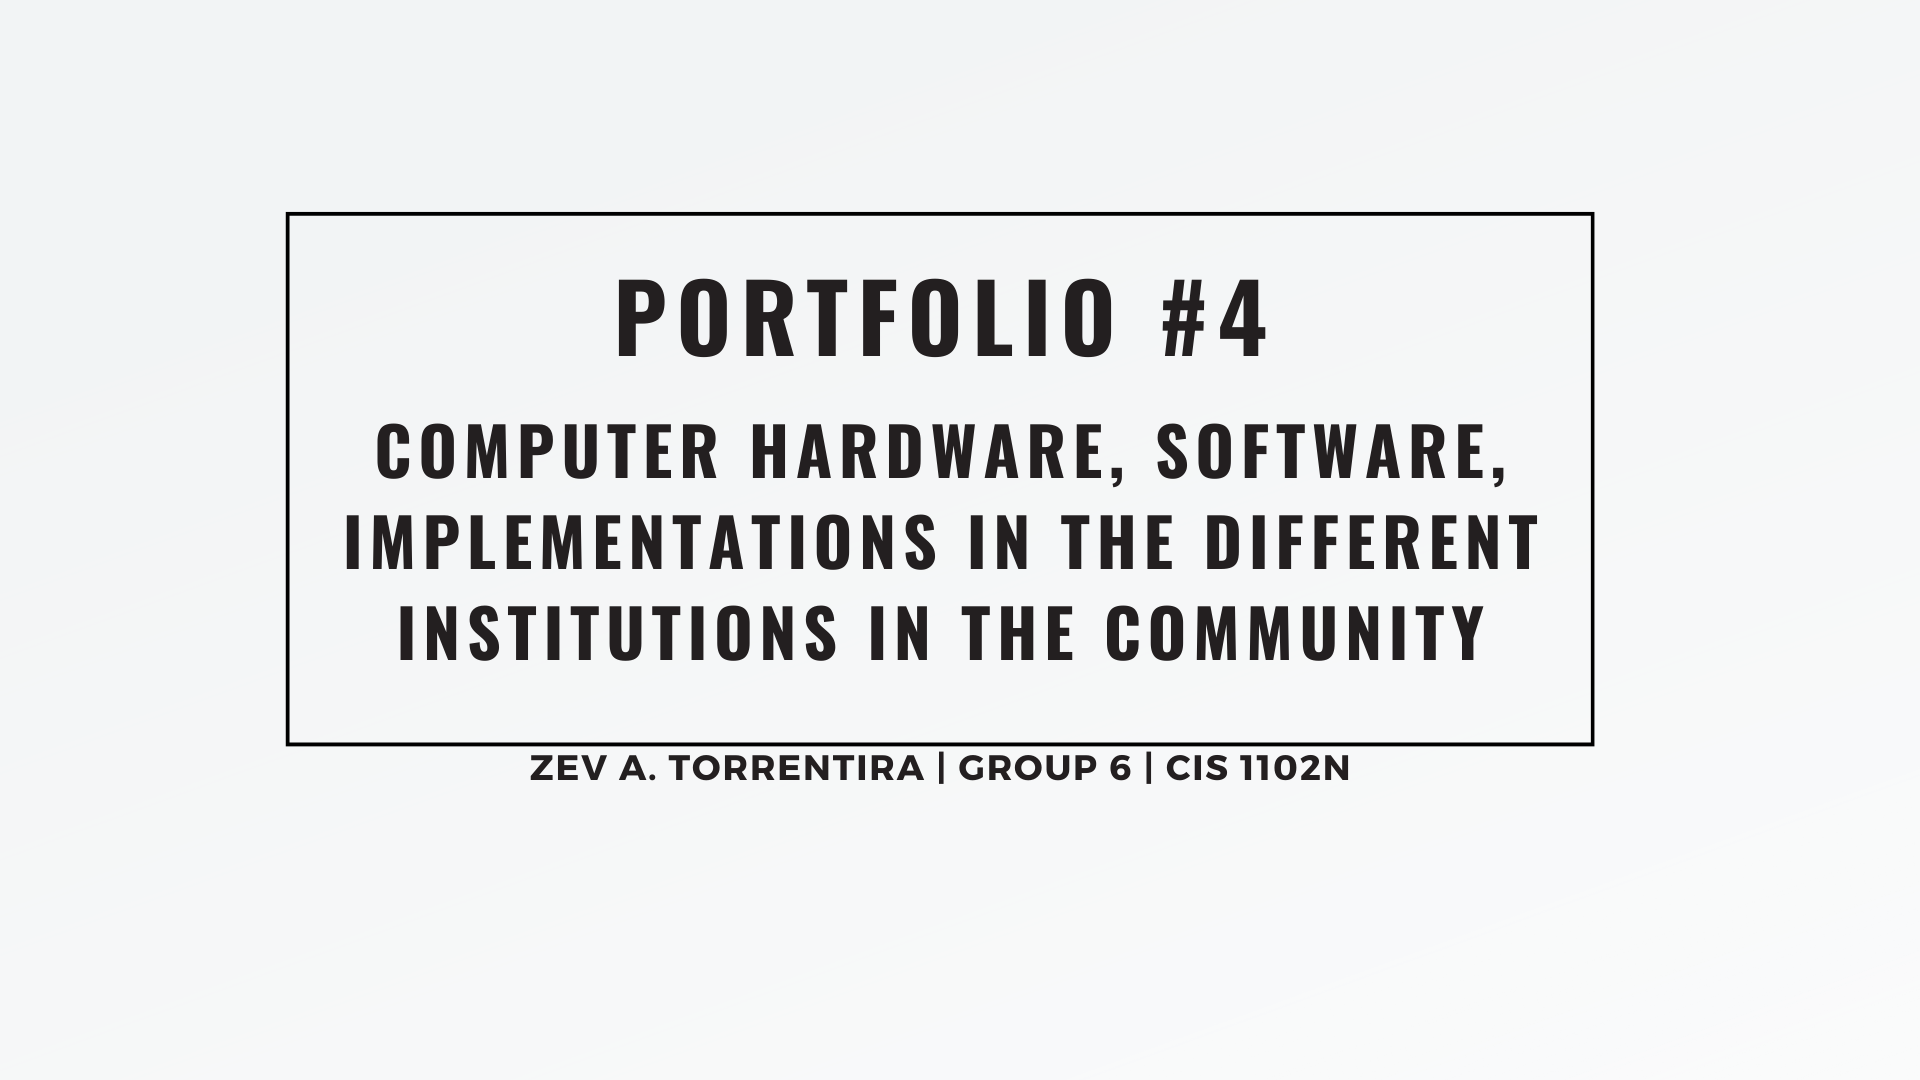 PORTFOLIO #4
COMPUTER HARDWARE, SOFTWARE,
IMPLEMENTATIONS IN THE DIFFERENT
INSTITUTIONS IN THE COMMUNITY
ZEV A. TORRENTIRA | GROUP 6 | CIS 1102N